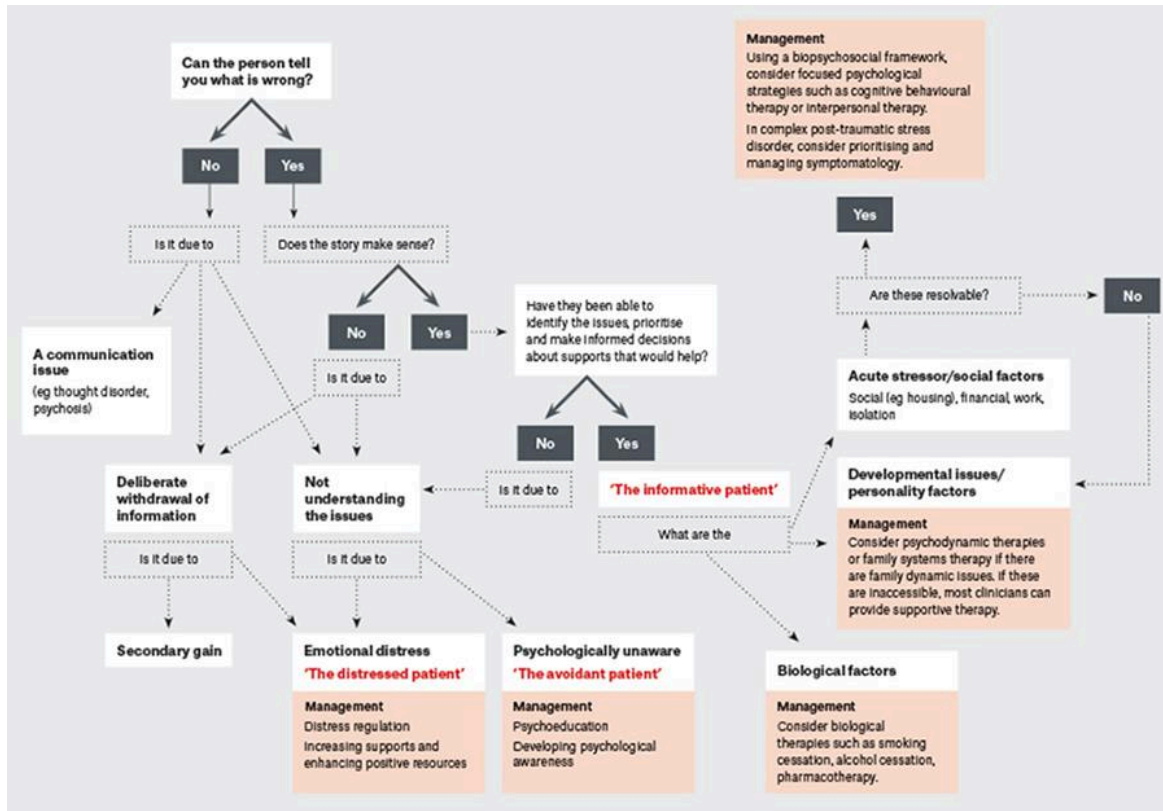 Can the person tell
you what is wrong?
No
Yes
Is it due to
Does the story make sense?
No
Yes
Is it due to
Have they been able to
identify the issues, prioritise
and make informed decisions
about supports that would help?
No
Yes
Is it due to
'The informative patient'
What are the
A communication
issue
(eg thought disorder,
psychosis)
Deliberate
withdrawal of
information
Is it due to
Not
understanding
the issues
Is it due to
Secondary gain
Emotional distress
'The distressed patient'
Management
Distress regulation
Increasing supports and
enhancing positive resources
Psychologically unaware
'The avoidant patient'
Management
Psychoeducation
Developing psychological
awareness
Management
Using a biopsychosocial framework,
consider focused psychological
strategies such as cognitive behavioural
therapy or interpersonal therapy.
In complex post-traumatic stress
disorder, consider prioritising and
managing symptomatology.
Yes
Are these resolvable?
No
Acute stressor/social factors
Social (eg housing), financial, work,
isolation
Developmental issues/
personality factors
Management
Consider psychodynamic therapies
or family systems therapy if there
are family dynamic issues. If these
are inaccessible, most clinicians can
provide supportive therapy.
Biological factors
Management
Consider biological
therapies such as smoking
cessation, alcohol cessation,
pharmacotherapy.